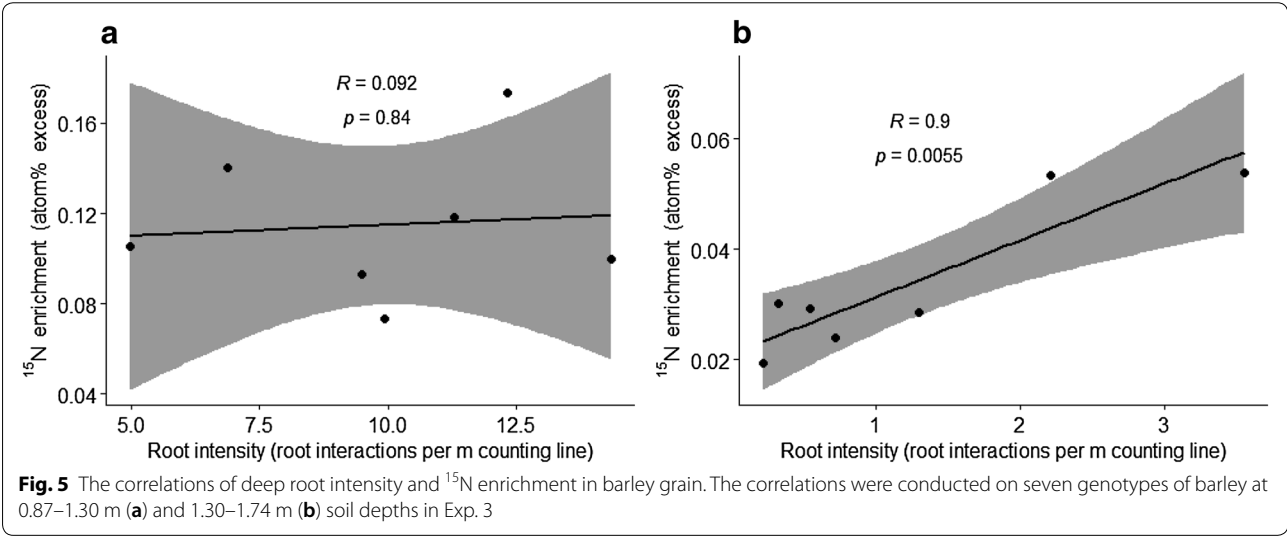 a
R = 0.092
p = 0.84
0.16
0.12
0.08
0.04
¹⁵N enrichment (atom% excess)
5.0 7.5 10.0 12.5
Root intensity (root interactions per m counting line)
b
R = 0.9
p = 0.0055
0.06
0.04
0.02
¹⁵N enrichment (atom% excess)
1 2 3
Root intensity (root interactions per m counting line)
Fig. 5 The correlations of deep root intensity and ¹⁵N enrichment in barley grain. The correlations were conducted on seven genotypes of barley at
0.87–1.30 m (a) and 1.30–1.74 m (b) soil depths in Exp. 3